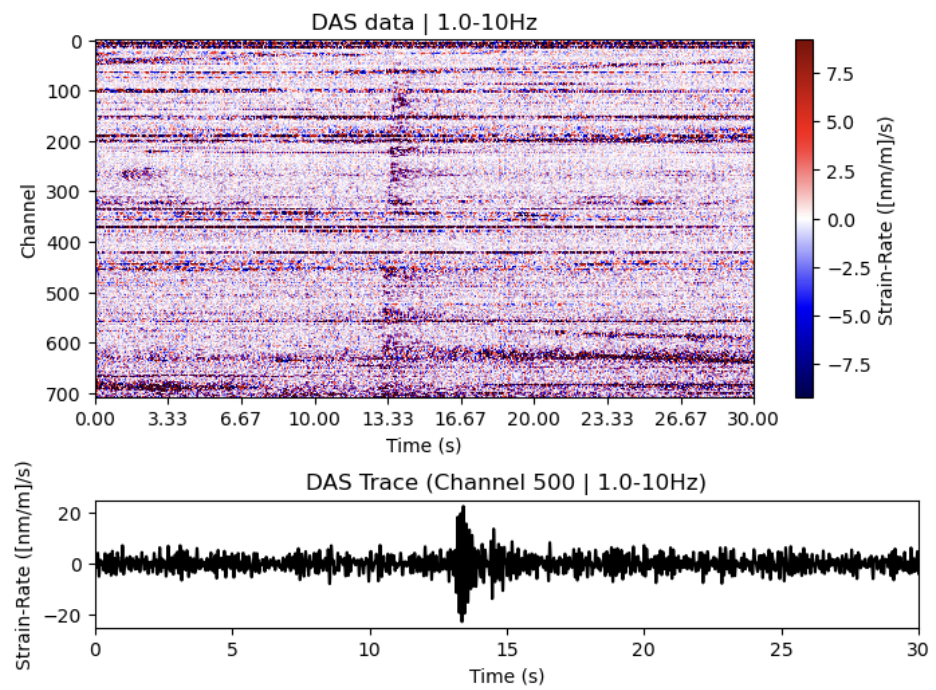 DAS data | 1.0-10Hz
0
100
200
300
400
500
600
700
Channel
0.00 3.33 6.67 10.00 13.33 16.67 20.00 23.33 26.67 30.00
Time (s)
7.5
5.0
2.5
0.0
−2.5
−5.0
−7.5
Strain-Rate ([nm/m]/s)
DAS Trace (Channel 500 | 1.0-10Hz)
20
0
−20
Strain-Rate ([nm/m]/s)
0 5 10 15 20 25 30
Time (s)